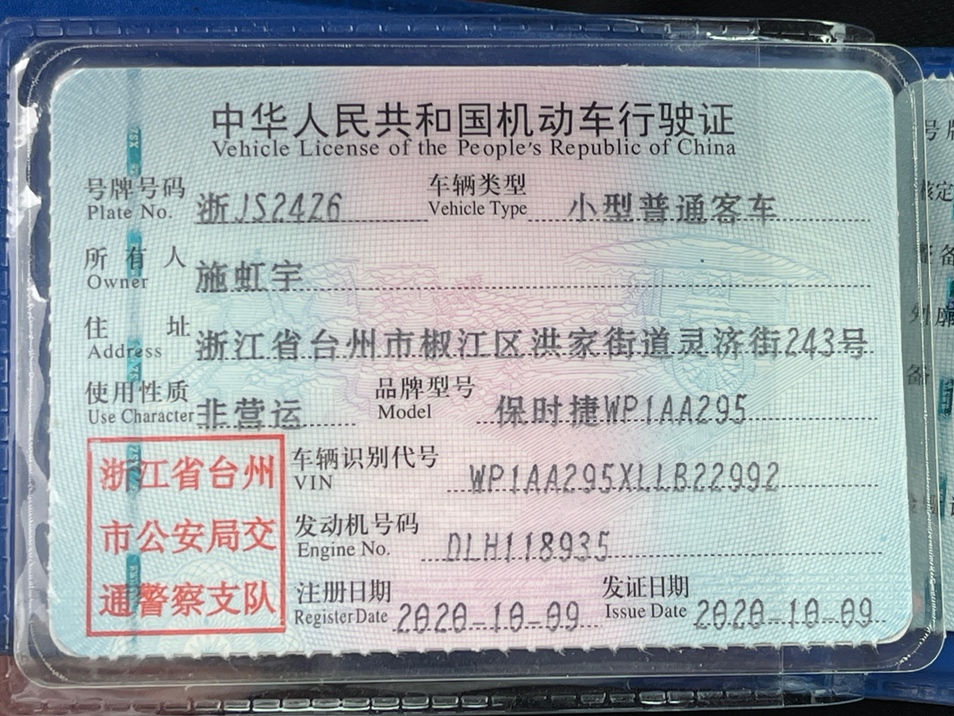 中华人民共和国机动车行驶证
Vehicle License of the People's Republic of China
号牌号码 浙JS24Z6 车辆类型 小型普通客车
Plate No. Vehicle Type
所有人 施虹宇
Owner
住址 浙江省台州市椒江区洪家街道灵济街243号
Address
使用性质 非营运 品牌型号 保时捷WP1AA295
Use Character Model
浙江省台州
市公安局交
通警察支队
车辆识别代号 WP1AA295XLLB22992
VIN
发动机号码 DLH118935
Engine No.
注册日期 2020-10-09 发证日期 2020-10-09
Register Date Issue Date